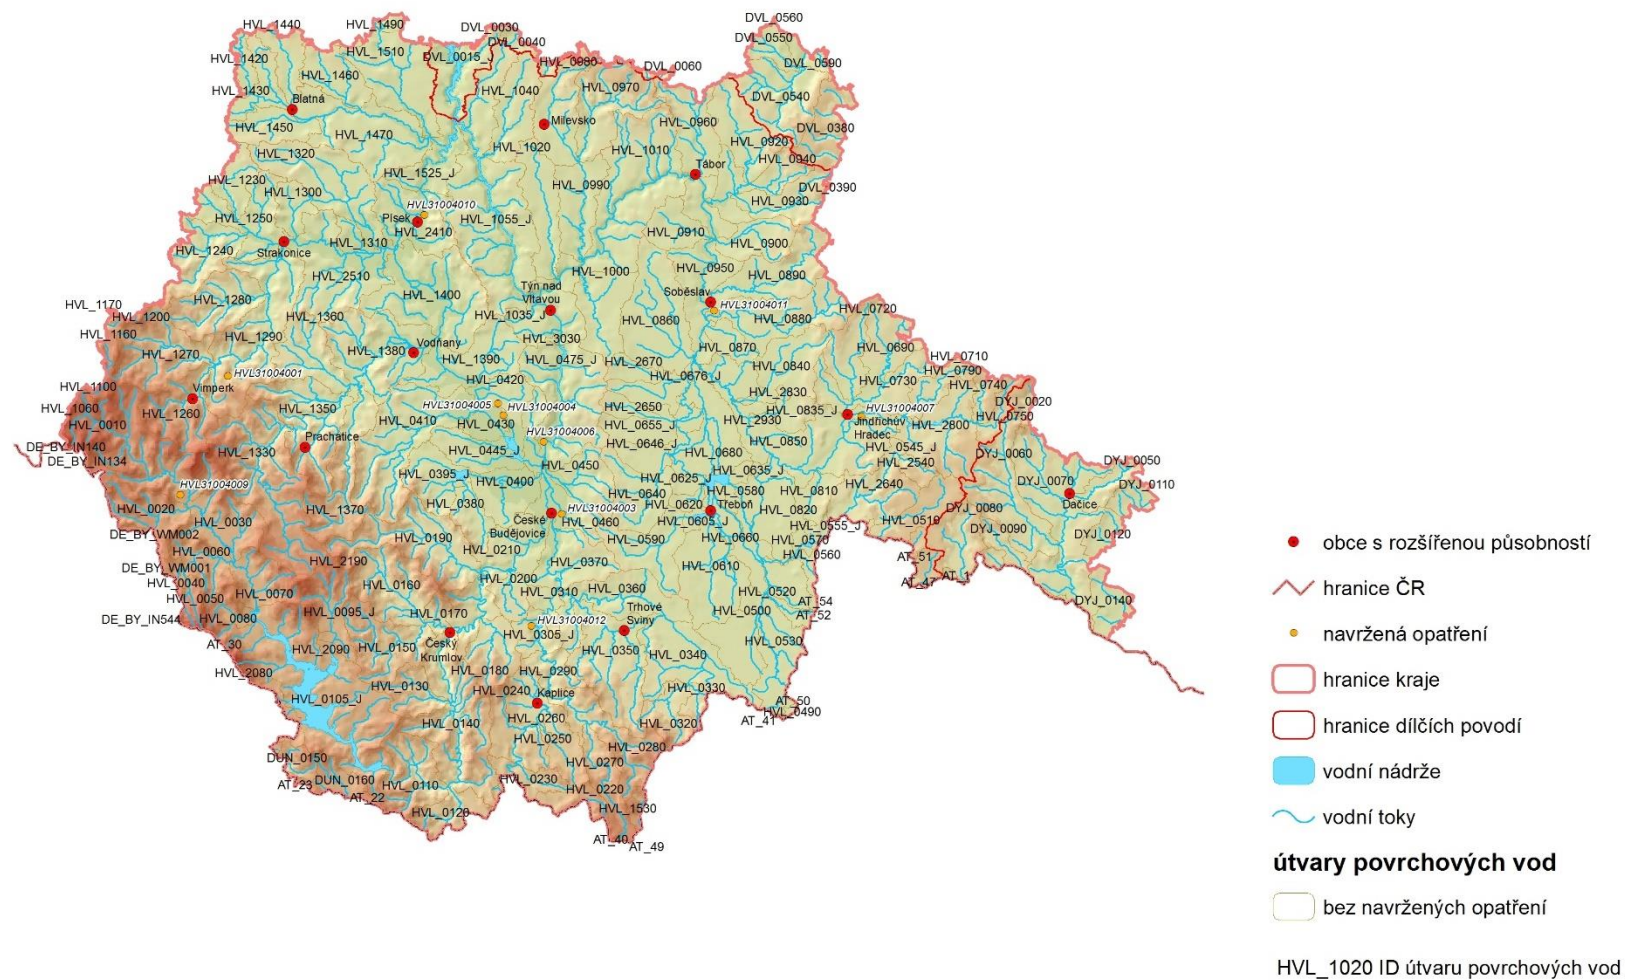 DVL_0560
HVL_1490
HVL_1440
DVL_0030
DVL_0550
DVL_0040
HVL_1510
HVL_1420
DVL_0015_J
HVL_0980
DVL_0060
DVL_0590
HVL_1460
HVL_0970
HVL_1430
HVL_1040
DVL_0540
Blatná
Milevsko
HVL_0960
HVL_1450
DVL_0380
HVL_1470
HVL_0920
HVL_1020
HVL_1010
HVL_1320
HVL_0940
Tábor
HVL_1525_J
HVL_1230
HVL_0990
DVL_0390
HVL_1300
HVL_0930
HVL31004010
HVL_1250
Písek
HVL_1055_J
HVL_2410
HVL_0910
HVL_1310
HVL_0900
HVL_1240
Strakonice
HVL_0950
HVL_1000
HVL_2510
HVL_0890
Týn nad
Vltavou
Soběslav
HVL_1400
HVL_1280
HVL_1170
HVL31004011
HVL_0720
HVL_1200
HVL_1360
HVL_1035_J
HVL_0860
HVL_0880
HVL_1160
HVL_1290
HVL_3030
Vodňany
HVL_0870
HVL_0690
HVL_1270
HVL_1380
HVL_1390
HVL_0475_J
HVL_2670
HVL_0710
HVL_0840
HVL_0790
HVL31004001
HVL_0676_J
HVL_0420
HVL_0730
HVL_1100
Vimperk
HVL_0740
HVL_2830
DYJ_0020
HVL_1060
HVL_1260
HVL_1350
HVL31004005
HVL31004004
HVL_2650
HVL_0835_J
HVL31004007
HVL_0750
HVL_0010
HVL_0410
HVL_0430
HVL_0655_J
HVL_2930
Jindřichův
Hradec
HVL_2800
Prachatice
HVL31004006
HVL_0646_J
HVL_0850
DE_BY_IN140
HVL_1330
HVL_0445_J
HVL_0680
HVL_0545_J
DYJ_0060
DE_BY_IN134
HVL_0450
HVL_2540
DYJ_0050
HVL_0395_J
HVL_0400
HVL_0625_J
HVL_0635_J
HVL_2640
DYJ_0070
DYJ_0110
HVL31004009
HVL_0640
HVL_0580
HVL_0810
HVL_0380
HVL_0620
Třeboň
Dačice
HVL_0020
HVL_1370
České
Budějovice
HVL31004003
HVL_0820
DYJ_0080
HVL_0030
HVL_0460
HVL_0605_J
HVL_0555_J
HVL_0510
DYJ_0090
DE_BY_WM002
HVL_0190
HVL_0590
HVL_0660
HVL_0570
DYJ_0120
HVL_0060
HVL_0210
HVL_0560
AT_51
HVL_2190
HVL_0370
HVL_0610
DE_BY_WM001
HVL_0200
AT_47
AT_1
HVL_0040
HVL_0160
HVL_0310
HVL_0360
HVL_0520
HVL_0070
HVL_0050
AT_54
DYJ_0140
HVL_0095_J
HVL_0170
Trhové
Sviny
HVL_0500
AT_52
DE_BY_IN544
HVL_0080
HVL31004012
HVL_0305_J
AT_30
Český
Krumlov
HVL_0530
HVL_2090
HVL_0150
HVL_0350
HVL_0340
HVL_2080
HVL_0180
HVL_0290
HVL_0130
HVL_0240
Kaplice
HVL_0330
HVL_0105_J
AT_50
HVL_0490
AT_41
HVL_0140
HVL_0260
HVL_0320
HVL_0250
HVL_0280
DUN_0150
HVL_0270
AT_23
DUN_0160
HVL_0110
HVL_0230
HVL_0220
AT_22
HVL_0120
HVL_1530
AT_40
AT_49
obce s rozšířenou působností
hranice ČR
navržená opatření
hranice kraje
hranice dílčích povodí
vodní nádrže
vodní toky
útvary povrchových vod
bez navržených opatření
HVL_1020 ID útvaru povrchových vod